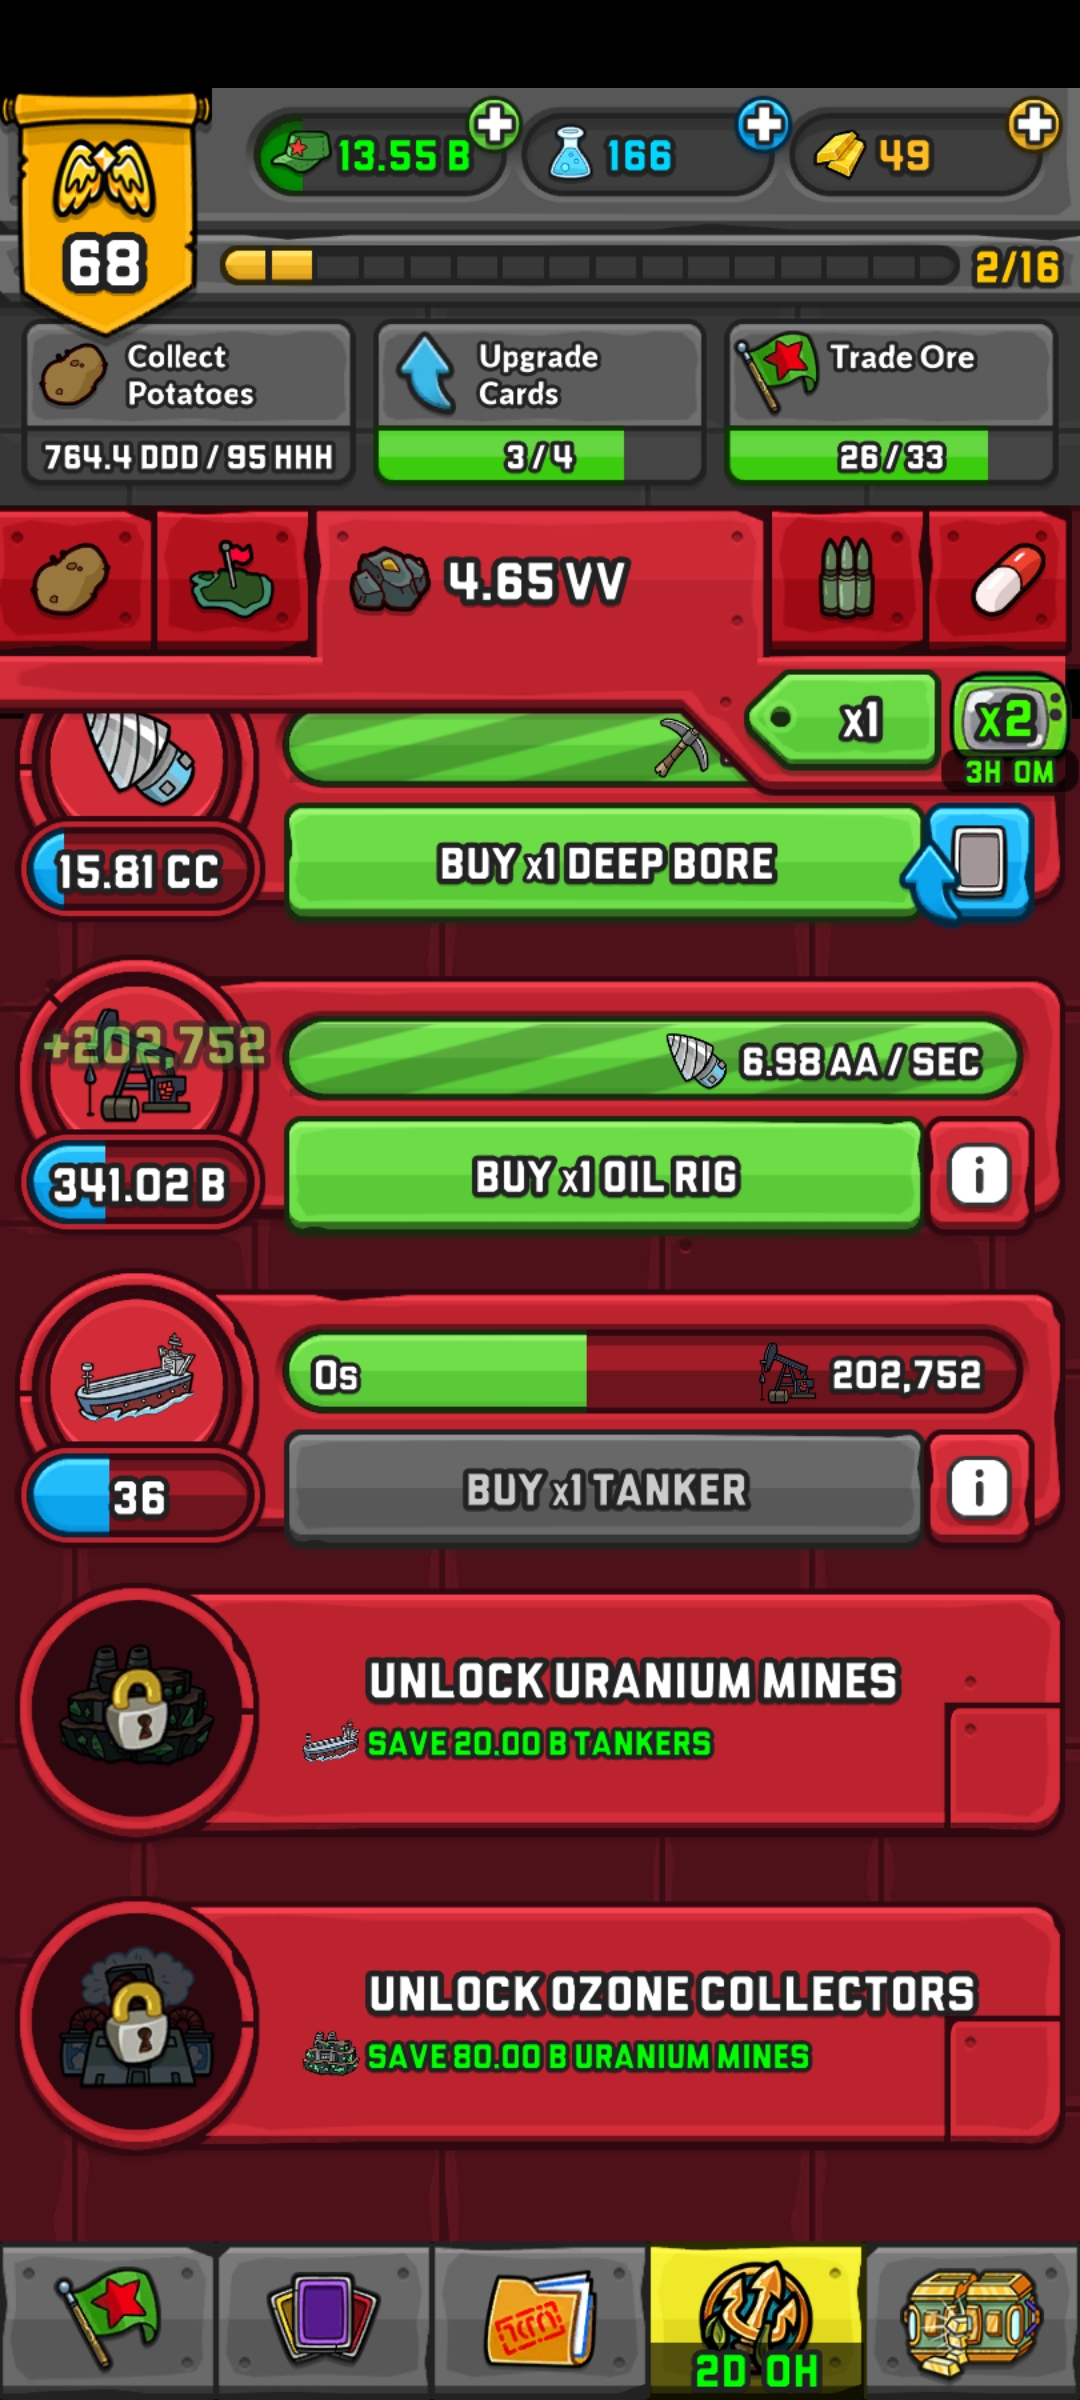 13.55 B
166
49
68
2/16
Collect
Potatoes
Upgrade
Cards
Trade Ore
764.4 DDD / 95 HHH
3 / 4
26 / 33
4.65 VV
x1
x2
3H 0M
15.81 CC
BUY x1 DEEP BORE
+202,752
6.98 AA / SEC
341.02 B
BUY x1 OIL RIG
i
0s
202,752
36
BUY x1 TANKER
i
UNLOCK URANIUM MINES
SAVE 20.00 B TANKERS
UNLOCK OZONE COLLECTORS
SAVE 80.00 B URANIUM MINES
2D 0H